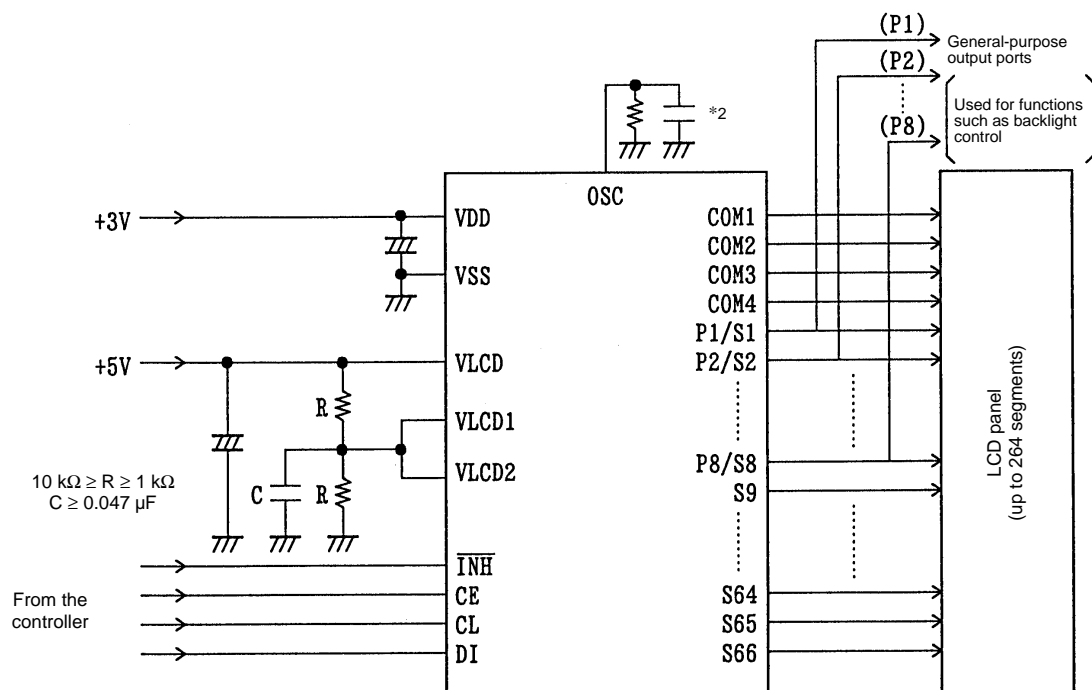 (P1)
General-purpose
output ports
(P2)
Used for functions
such as backlight
control
(P8)
*2
OSC
+3V
VDD
VSS
+5V
VLCD
R
VLCD1
VLCD2
C
R
10 kΩ ≥ R ≥ 1 kΩ
C ≥ 0.047 µF
INH
CE
CL
DI
From the
controller
COM1
COM2
COM3
COM4
P1/S1
P2/S2
P8/S8
S9
S64
S65
S66
LCD panel
(up to 264 segments)